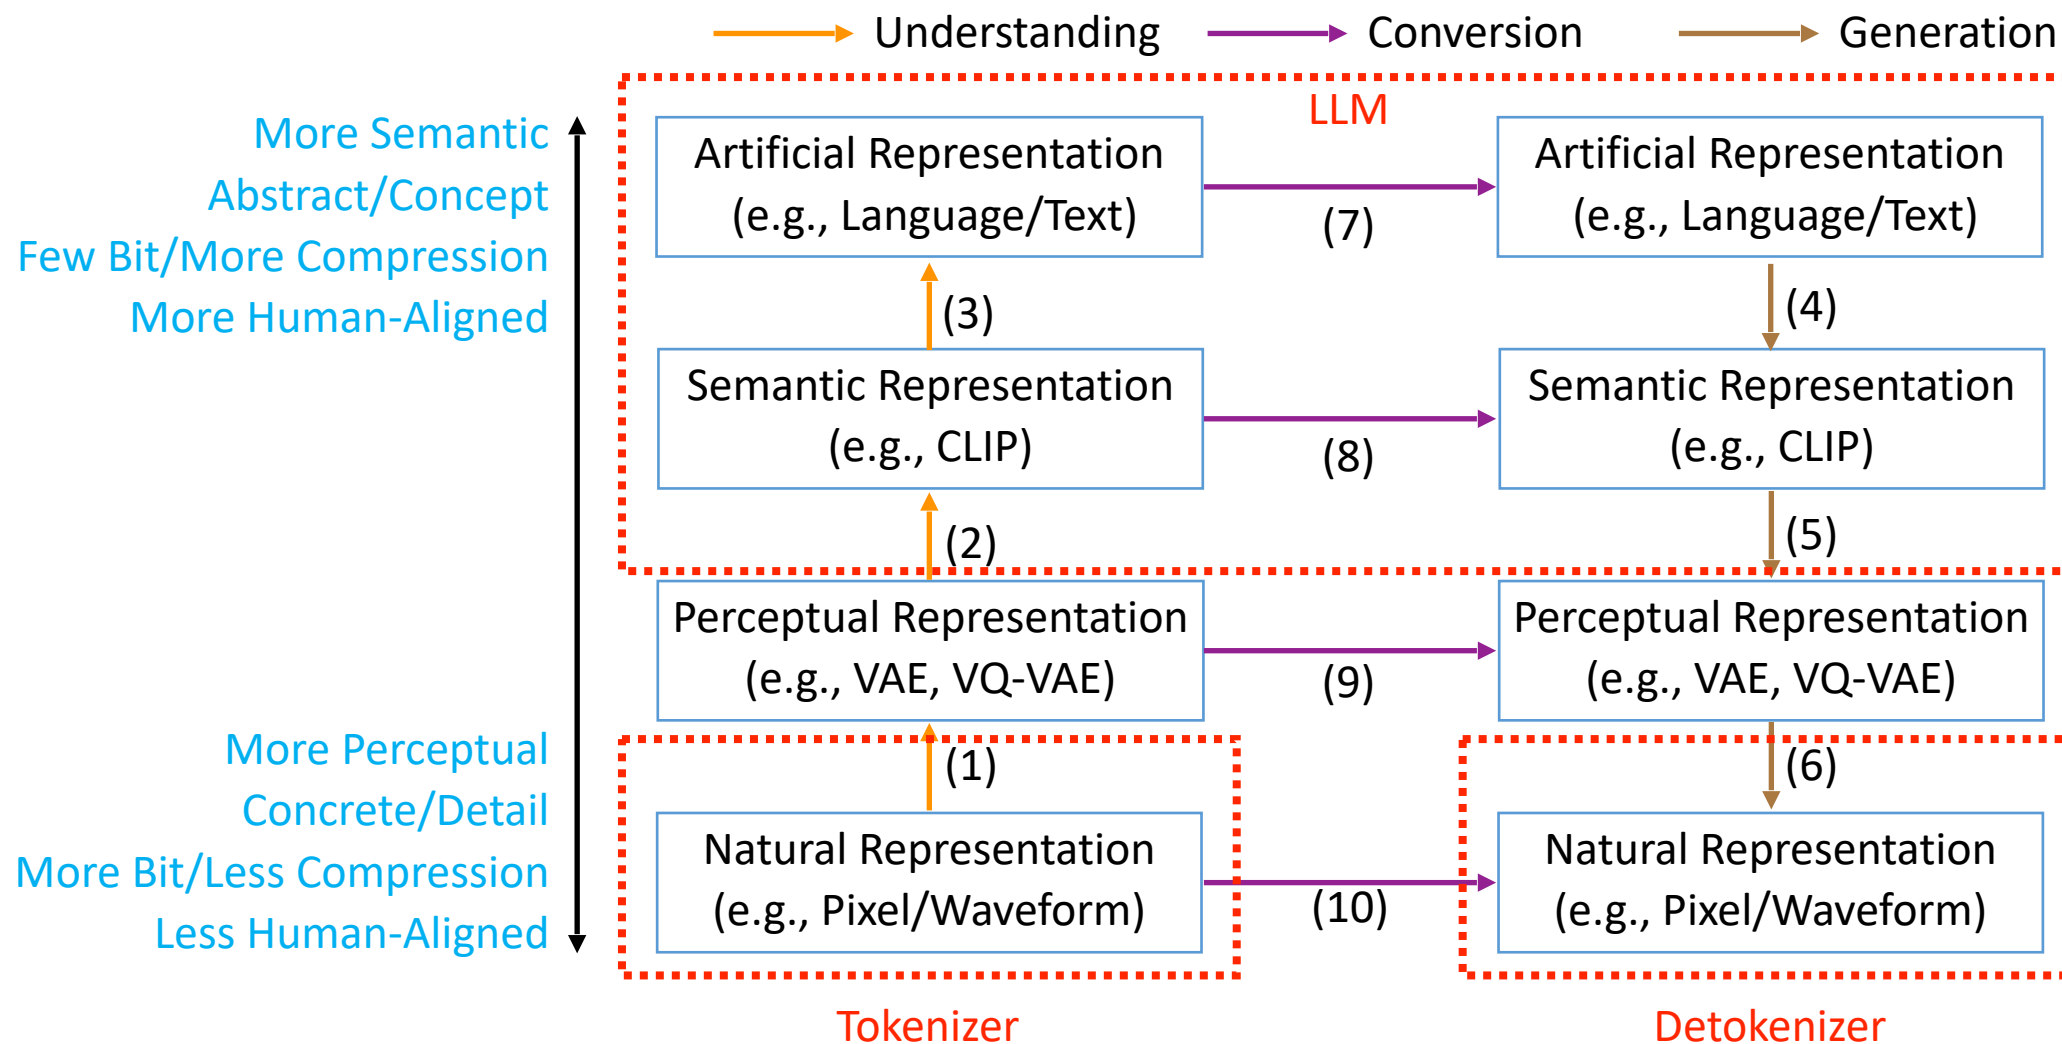 Understanding
Conversion
Generation
LLM
More Semantic
Abstract/Concept
Few Bit/More Compression
More Human-Aligned
Artificial Representation
(e.g., Language/Text)
(7)
Artificial Representation
(e.g., Language/Text)
(3)
(4)
Semantic Representation
(e.g., CLIP)
(8)
Semantic Representation
(e.g., CLIP)
(2)
(5)
Perceptual Representation
(e.g., VAE, VQ-VAE)
(9)
Perceptual Representation
(e.g., VAE, VQ-VAE)
More Perceptual
Concrete/Detail
More Bit/Less Compression
Less Human-Aligned
(1)
(6)
Natural Representation
(e.g., Pixel/Waveform)
(10)
Natural Representation
(e.g., Pixel/Waveform)
Tokenizer
Detokenizer